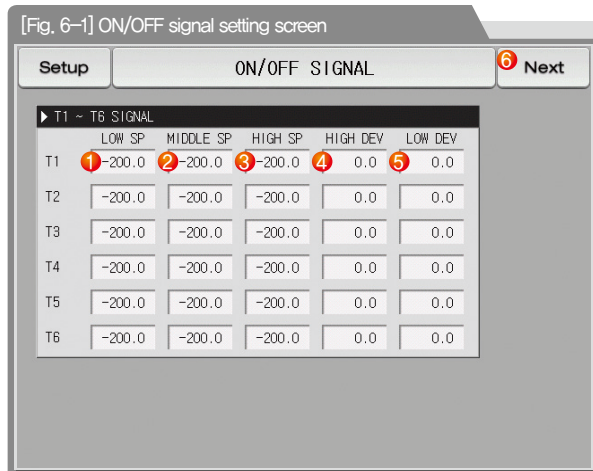 [Fig. 6-1] ON/OFF signal setting screen
Setup ON/OFF SIGNAL 6 Next
▶ T1 ~ T6 SIGNAL
LOW SP MIDDLE SP HIGH SP HIGH DEV LOW DEV
T1 1 -200.0 2 -200.0 3 -200.0 4 0.0 5 0.0
T2 -200.0 -200.0 -200.0 0.0 0.0
T3 -200.0 -200.0 -200.0 0.0 0.0
T4 -200.0 -200.0 -200.0 0.0 0.0
T5 -200.0 -200.0 -200.0 0.0 0.0
T6 -200.0 -200.0 -200.0 0.0 0.0